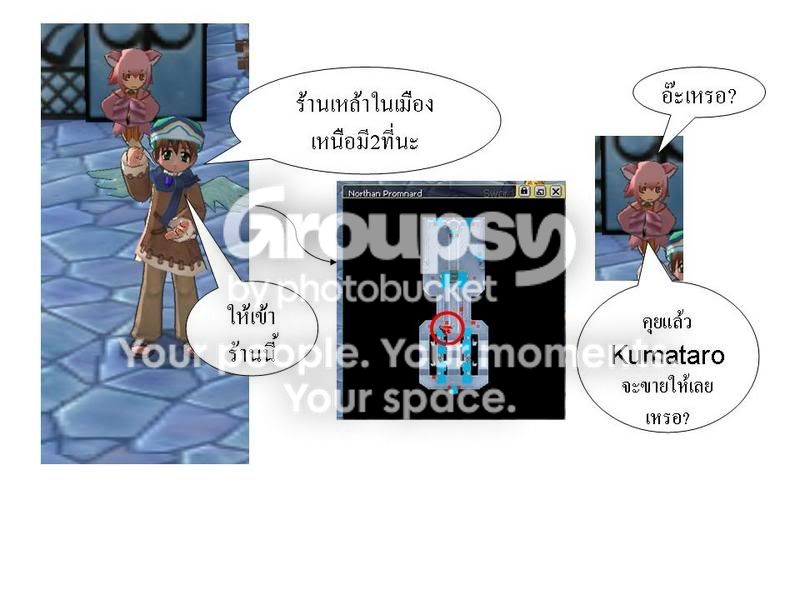 ร้านเหล้าในเมือง
เหนือมี2ที่นะ
อ๊ะเหรอ?
Northan Promnard
Sword
ให้เข้า
ร้านนี้
คุยแล้ว
Kumataro
จะขายให้เลย
เหรอ?
Groupsy
by photobucket
Your people. Your moments.
Your space.